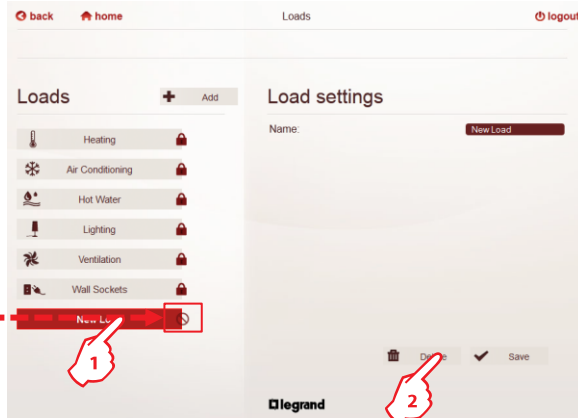 back home Loads logout
Loads
Add
Load settings
Heating
Air Conditioning
Hot Water
Lighting
Ventilation
Wall Sockets
New
Name: New Load
Save
1
2
legrand